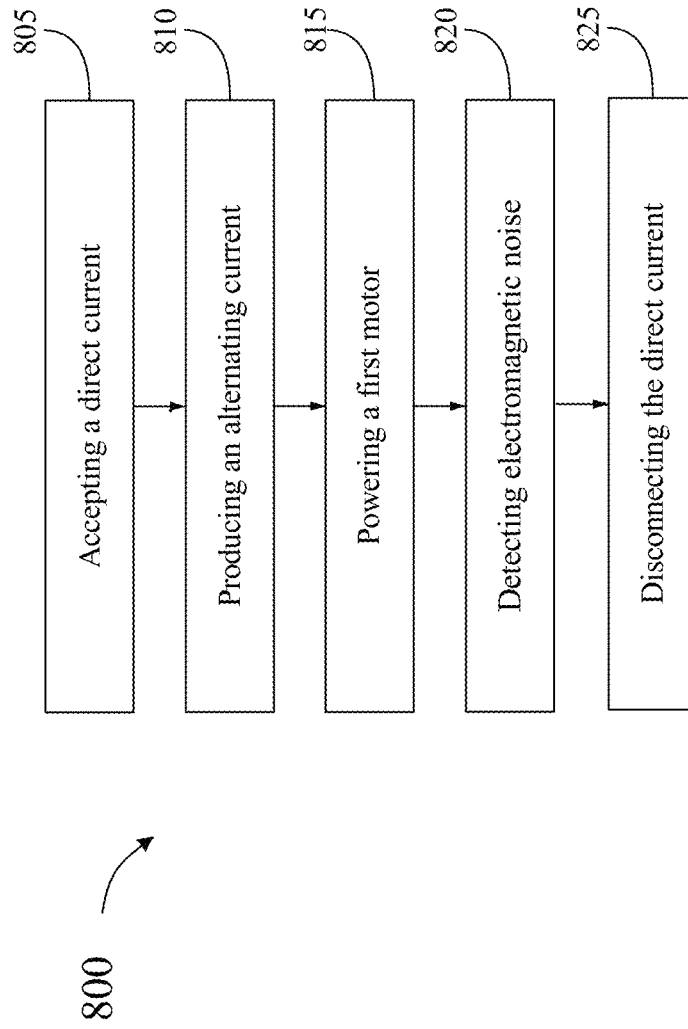 800
Accepting a direct current
805
Producing an alternating current
810
Powering a first motor
815
Detecting electromagnetic noise
820
Disconnecting the direct current
825